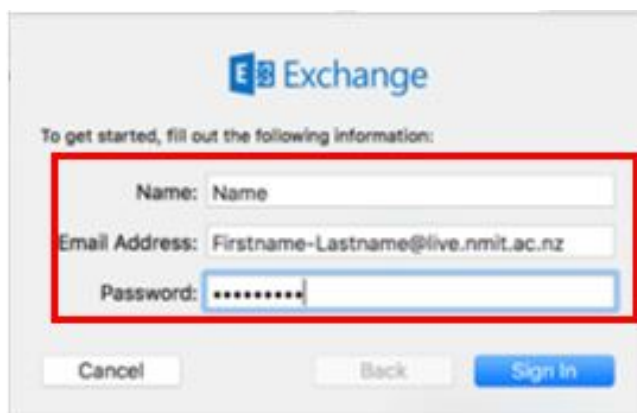 Exchange
To get started, fill out the following information:
Name: Name
Email Address: Firstname-Lastname@live.nmit.ac.nz
Password: •••••••••
Cancel Back Sign In